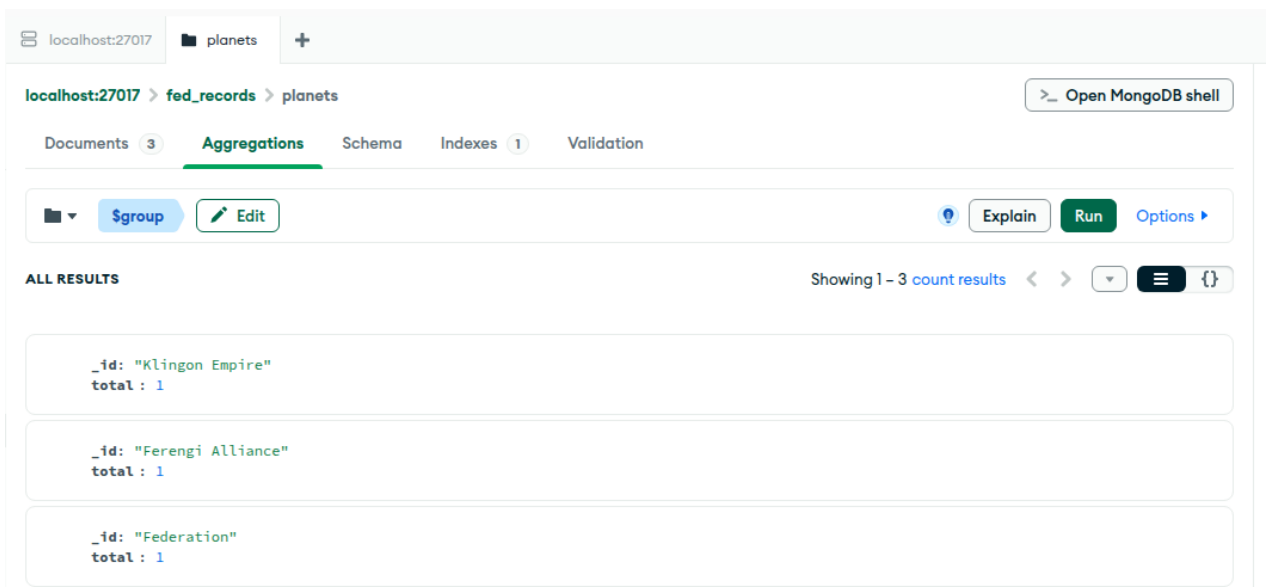 localhost:27017 planets +
localhost:27017 > fed_records > planets >_ Open MongoDB shell
Documents 3 Aggregations Schema Indexes 1 Validation
$group Edit Explain Run Options
ALL RESULTS Showing 1 – 3 count results < > {}
_id: "Klingon Empire"
total : 1
_id: "Ferengi Alliance"
total : 1
_id: "Federation"
total : 1